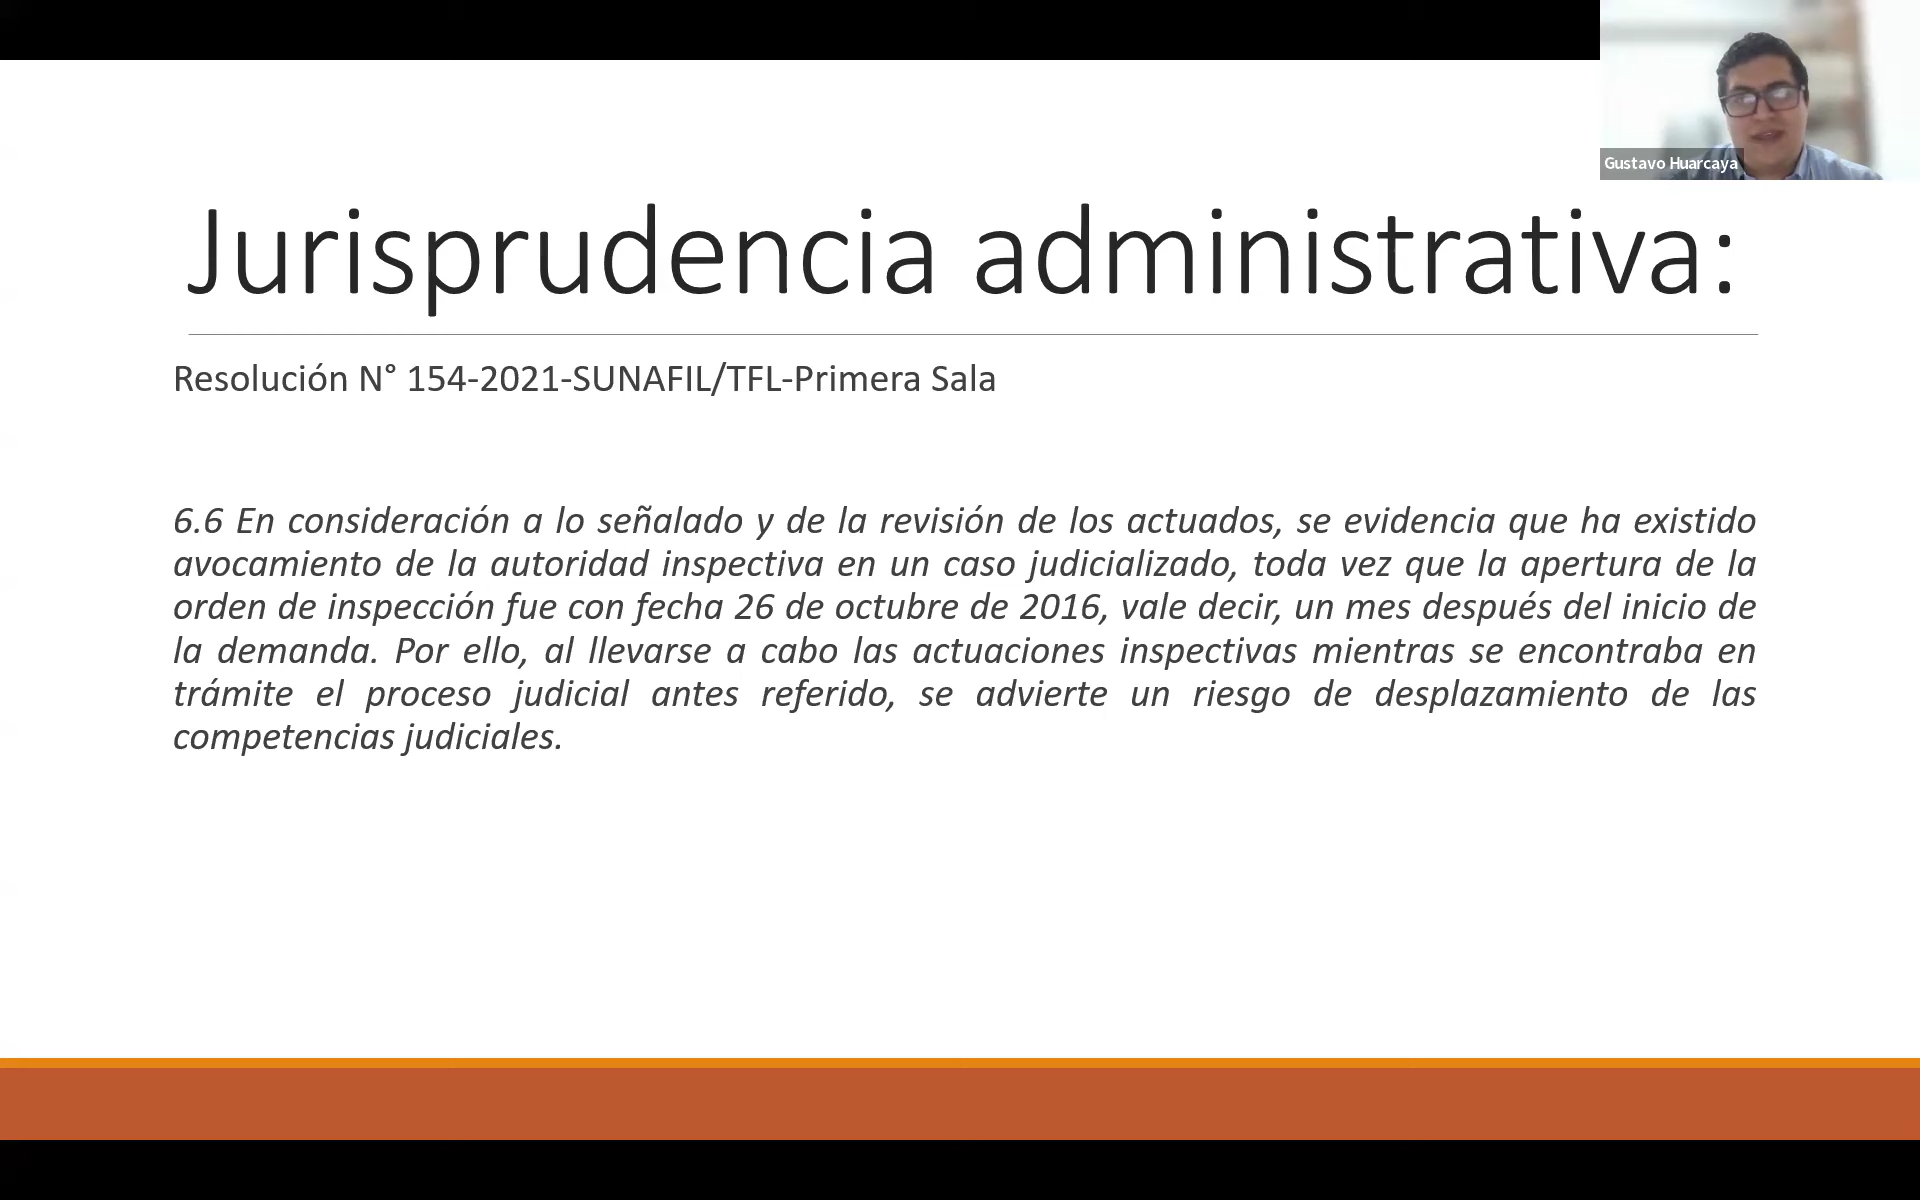 Gustavo Huarcaya
Jurisprudencia administrativa:
Resolución N° 154-2021-SUNAFIL/TFL-Primera Sala
6.6 En consideración a lo señalado y de la revisión de los actuados, se evidencia que ha existido
avocamiento de la autoridad inspectiva en un caso judicializado, toda vez que la apertura de la
orden de inspección fue con fecha 26 de octubre de 2016, vale decir, un mes después del inicio de
la demanda. Por ello, al llevarse a cabo las actuaciones inspectivas mientras se encontraba en
trámite el proceso judicial antes referido, se advierte un riesgo de desplazamiento de las
competencias judiciales.